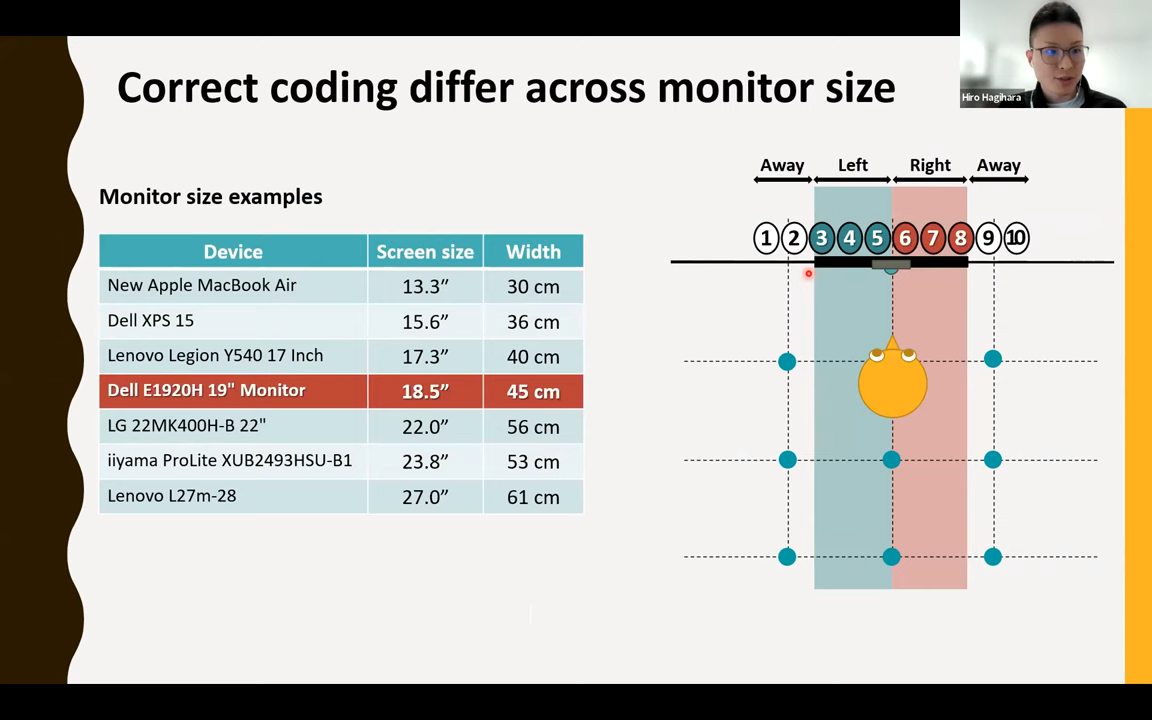 Correct coding differ across monitor size
Hiro Hagihara
Monitor size examples
Device Screen size Width
New Apple MacBook Air 13.3” 30 cm
Dell XPS 15 15.6” 36 cm
Lenovo Legion Y540 17 Inch 17.3” 40 cm
Dell E1920H 19" Monitor 18.5” 45 cm
LG 22MK400H-B 22" 22.0” 56 cm
iiyama ProLite XUB2493HSU-B1 23.8” 53 cm
Lenovo L27m-28 27.0” 61 cm
Away Left Right Away
1 2 3 4 5 6 7 8 9 10